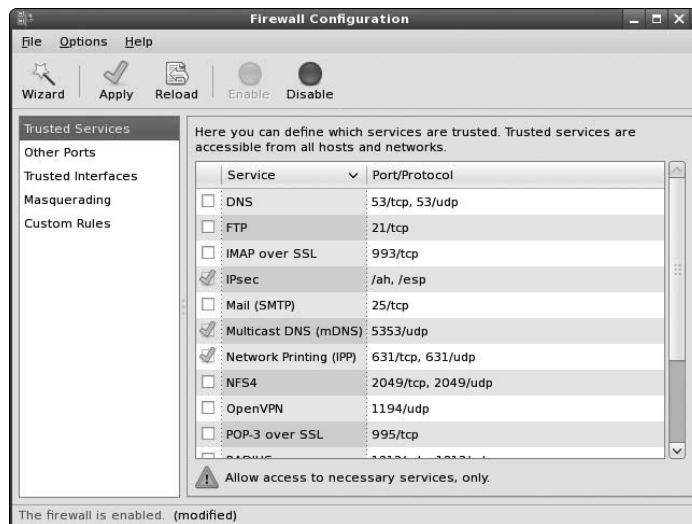 Firewall Configuration
File Options Help
Wizard Apply Reload Enable Disable
Trusted Services
Other Ports
Trusted Interfaces
Masquerading
Custom Rules
Here you can define which services are trusted. Trusted services are
accessible from all hosts and networks.
Service Port/Protocol
DNS 53/tcp, 53/udp
FTP 21/tcp
IMAP over SSL 993/tcp
IPsec /ah, /esp
Mail (SMTP) 25/tcp
Multicast DNS (mDNS) 5353/udp
Network Printing (IPP) 631/tcp, 631/udp
NFS4 2049/tcp, 2049/udp
OpenVPN 1194/udp
POP-3 over SSL 995/tcp
Allow access to necessary services, only.
The firewall is enabled. (modified)